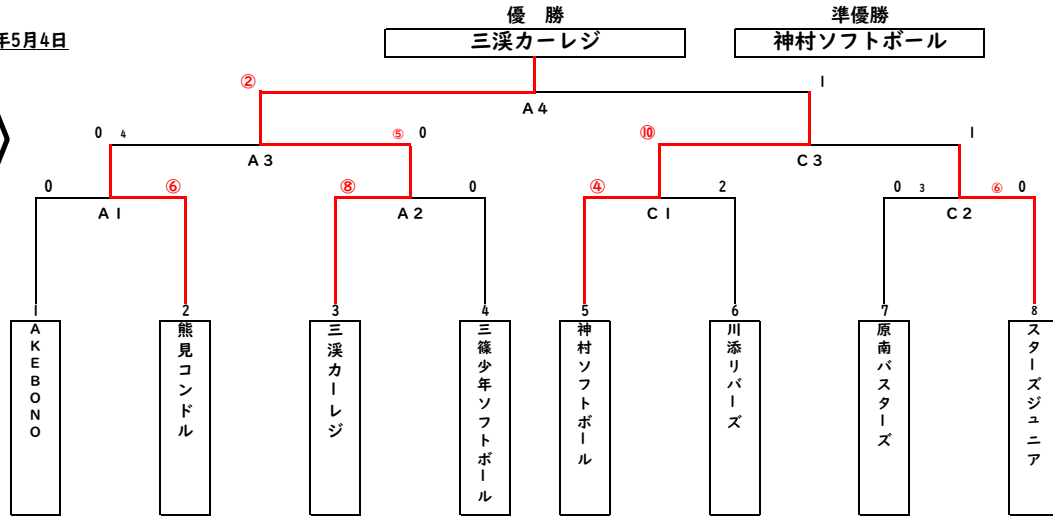 優 勝
準優勝
年5月4日
三渓カーレジ
神村ソフトボール
②
1
A4
0 4
⑤ 0
⑩
1
A3
C3
0
⑥
⑧
0
④
2
0 3
⑥ 0
A1
A2
C1
C2
1
2
3
4
5
6
7
8
AKEBONO
熊見コンドル
三渓カーレジ
三篠少年ソフトボール
神村ソフトボール
川添リバーズ
原南バスターズ
スターズジュニア